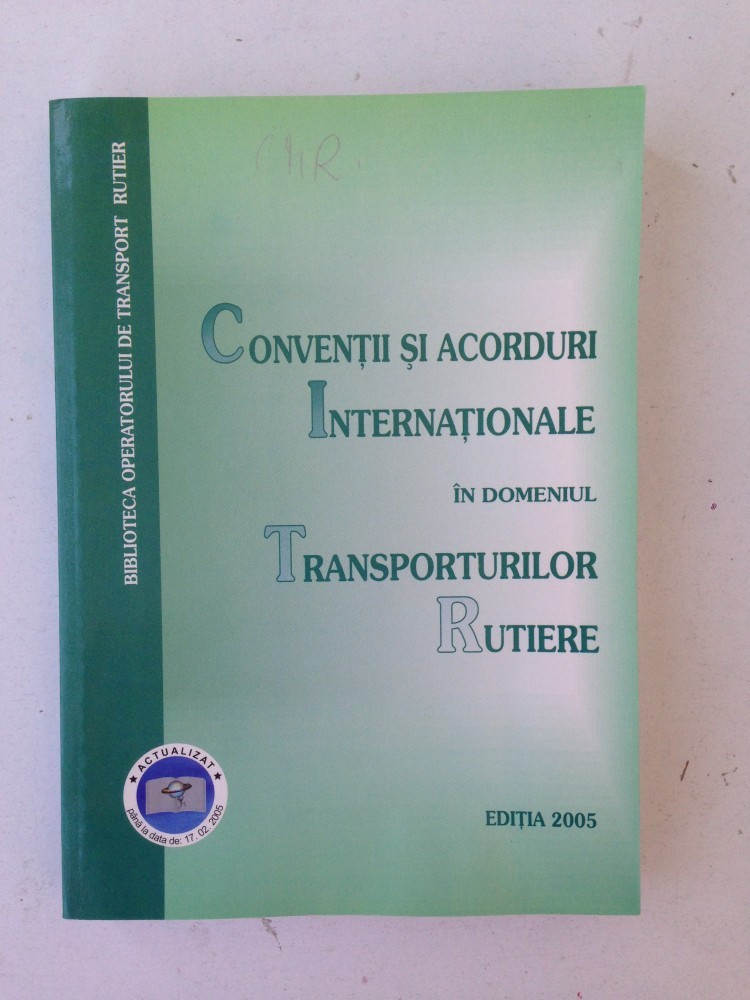 CMR
BIBLIOTECA OPERATORULUI DE TRANSPORT RUTIER
CONVENȚII ȘI ACORDURI
INTERNAȚIONALE
ÎN DOMENIUL
TRANSPORTURILOR
RUTIERE
★ ACTUALIZAT ★
până la data de: 17. 02. 2005
EDIȚIA 2005